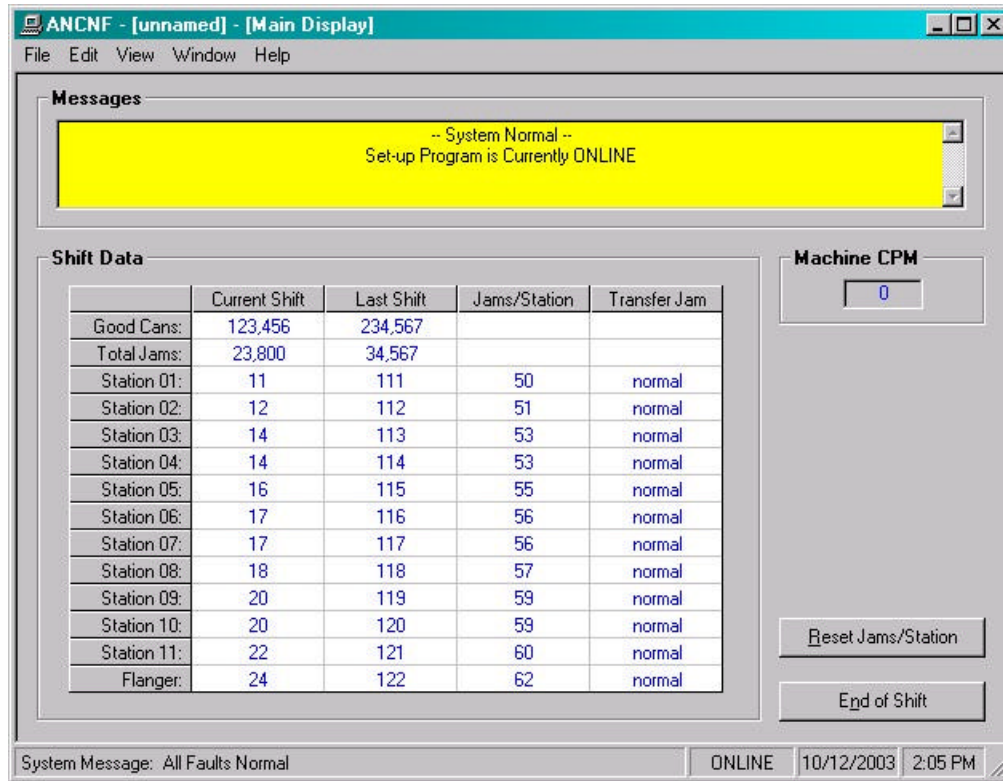 ANCNF - [unnamed] - [Main Display]
File Edit View Window Help
Messages
-- System Normal --
Set-up Program is Currently ONLINE
Shift Data
Current Shift Last Shift Jams/Station Transfer Jam
Good Cans: 123,456 234,567
Total Jams: 23,800 34,567
Station 01: 11 111 50 normal
Station 02: 12 112 51 normal
Station 03: 14 113 53 normal
Station 04: 14 114 53 normal
Station 05: 16 115 55 normal
Station 06: 17 116 56 normal
Station 07: 17 117 56 normal
Station 08: 18 118 57 normal
Station 09: 20 119 59 normal
Station 10: 20 120 59 normal
Station 11: 22 121 60 normal
Flanger: 24 122 62 normal
Machine CPM
0
Reset Jams/Station
End of Shift
System Message: All Faults Normal ONLINE 10/12/2003 2:05 PM